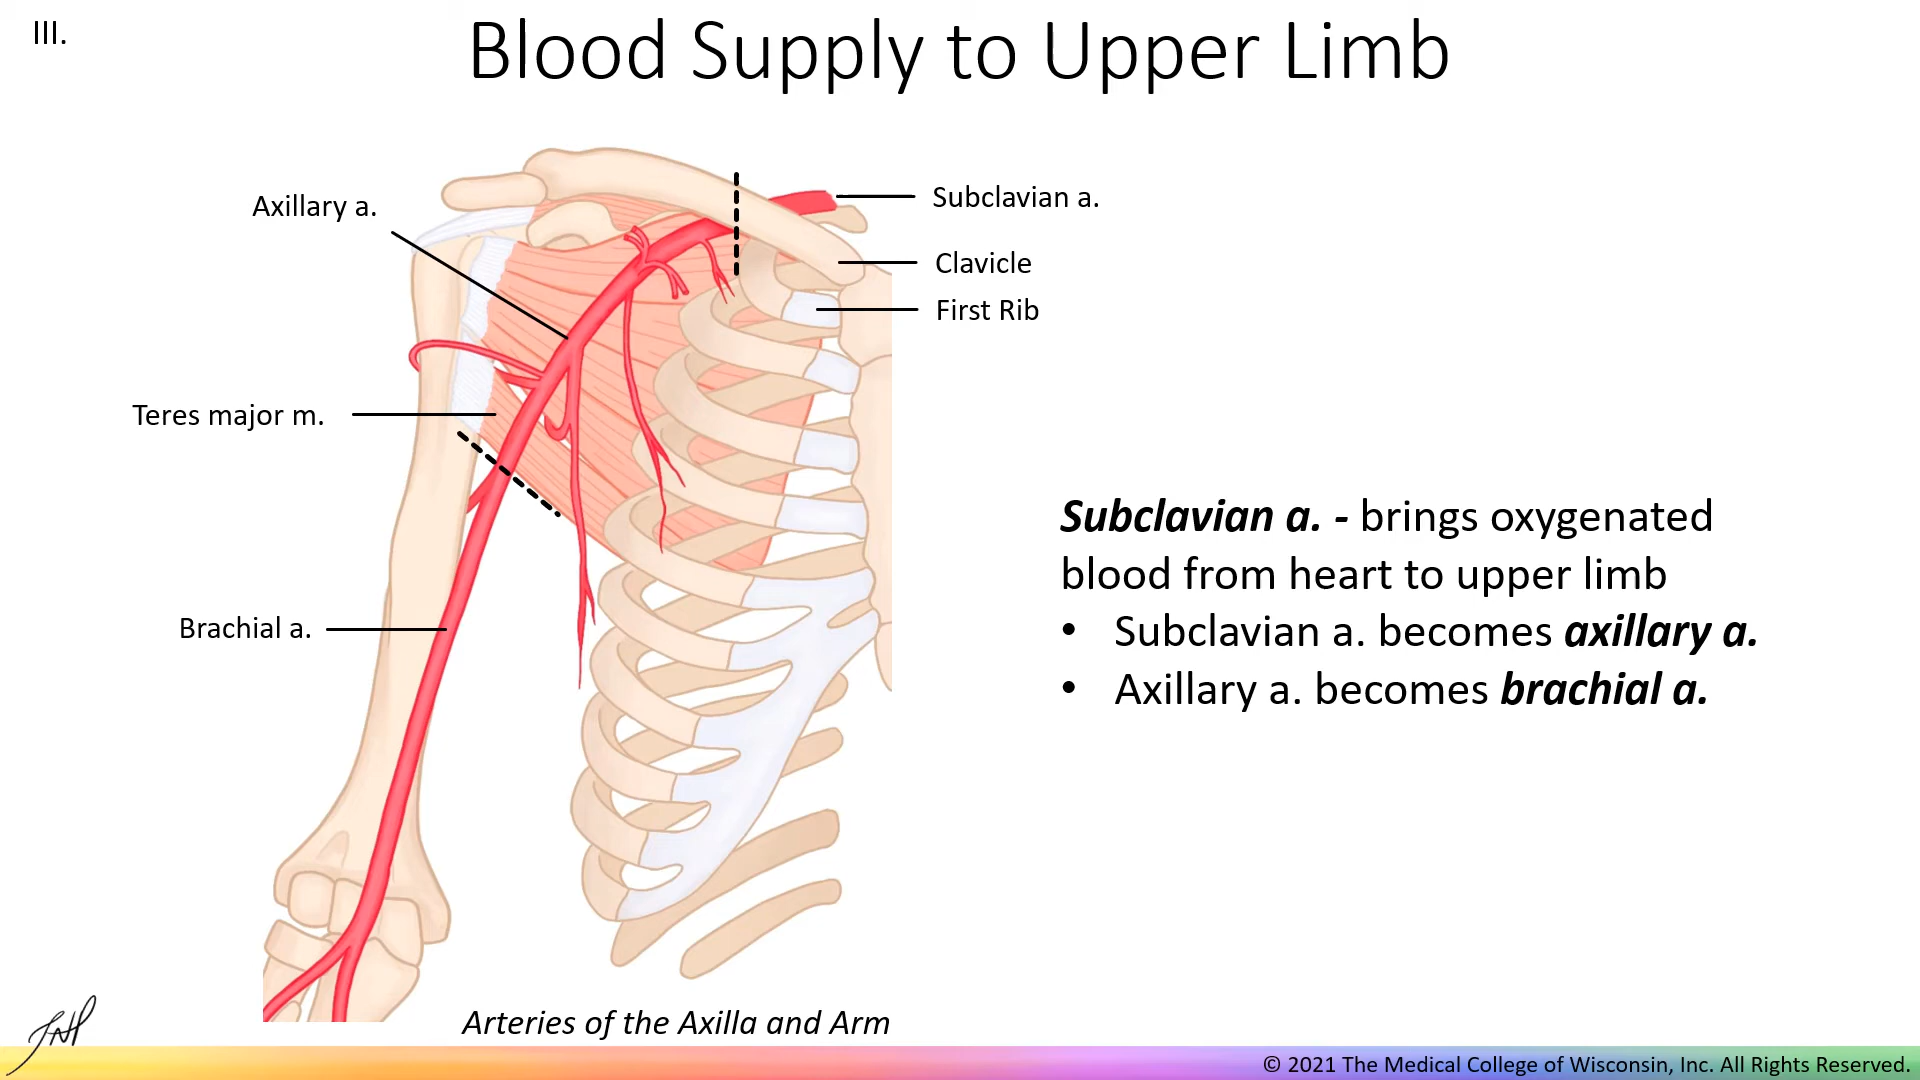 III.
Blood Supply to Upper Limb
Axillary a.
Subclavian a.
Clavicle
First Rib
Teres major m.
Brachial a.
Subclavian a. - brings oxygenated
blood from heart to upper limb
• Subclavian a. becomes axillary a.
• Axillary a. becomes brachial a.
Arteries of the Axilla and Arm
© 2021 The Medical College of Wisconsin, Inc. All Rights Reserved.